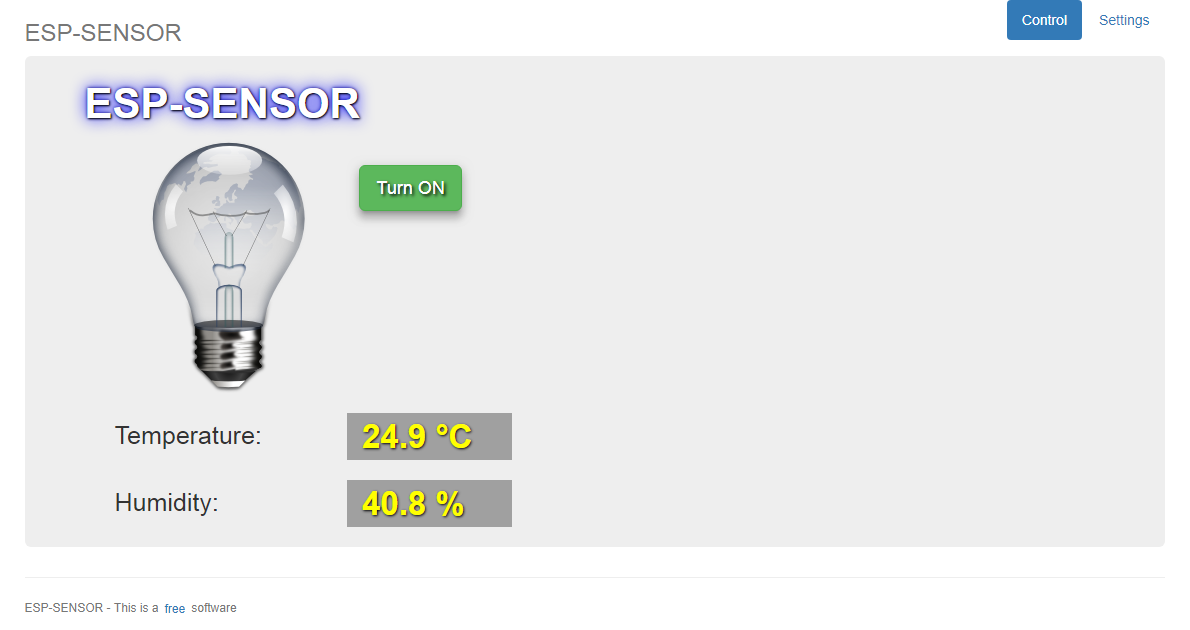 ESP-SENSOR
Control
Settings
ESP-SENSOR
Turn ON
Temperature:
24.9 °C
Humidity:
40.8 %
ESP-SENSOR - This is a free software